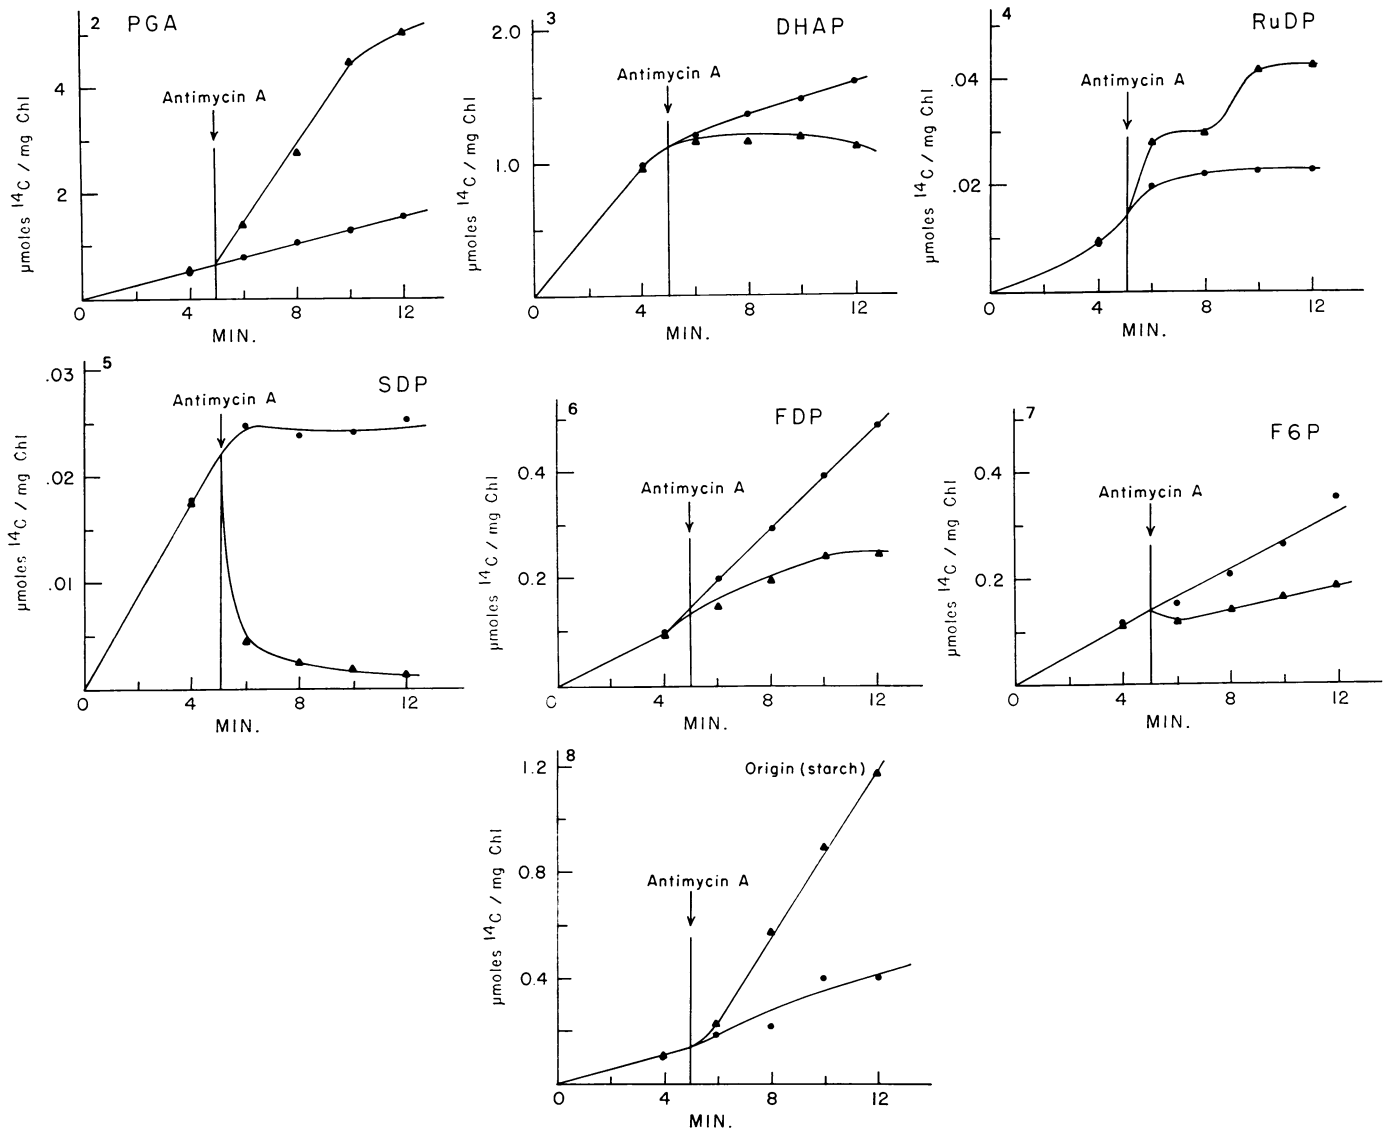 2 PGA
4
2
0 4 8 12
MIN.
µmoles 14C / mg Chl
Antimycin A
3 DHAP
2.0
1.0
0 4 8 12
MIN.
µmoles 14C / mg Chl
Antimycin A
4 RuDP
.04
.02
0 4 8 12
MIN.
µmoles 14C / mg Chl
Antimycin A
5 SDP
.03
.02
.01
0 4 8 12
MIN.
µmoles 14C / mg Chl
Antimycin A
6 FDP
0.4
0.2
0 4 8 12
MIN.
µmoles 14C / mg Chl
Antimycin A
7 F6P
0.4
0.2
0 4 8 12
MIN.
µmoles 14C / mg Chl
Antimycin A
8 Origin (starch)
1.2
0.8
0.4
0 4 8 12
MIN.
µmoles 14C / mg Chl
Antimycin A